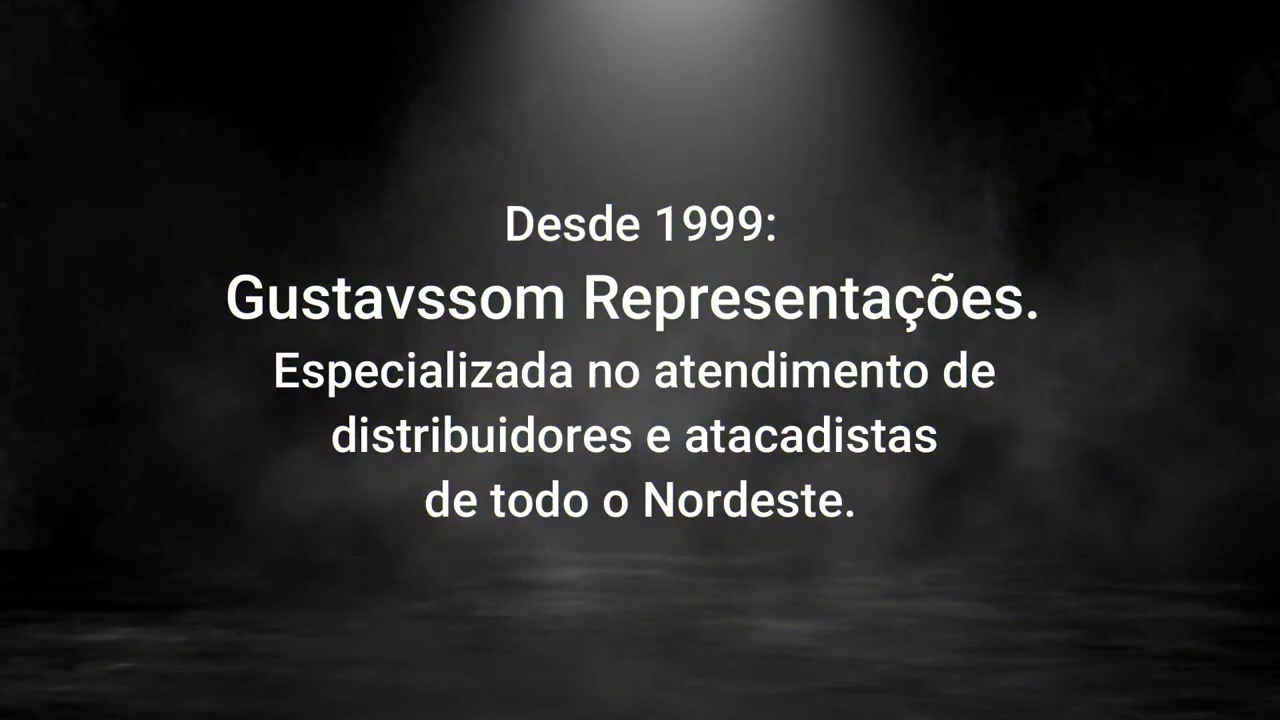 Desde 1999:
Gustavssom Representações.
Especializada no atendimento de
distribuidores e atacadistas
de todo o Nordeste.